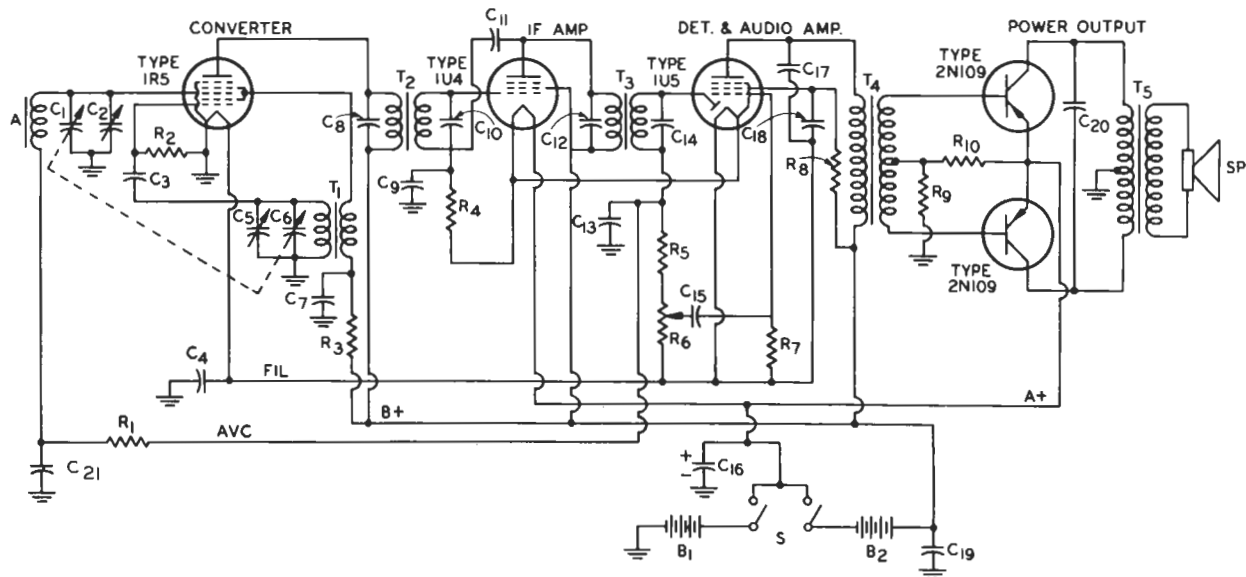 CONVERTER
C11
IF AMP
DET. & AUDIO AMP.
POWER OUTPUT
TYPE
1R5
TYPE
1U4
TYPE
1U5
TYPE
2N109
A
C1
C2
T2
T3
C17
T4
C20
T5
C8
C10
C12
C14
C18
R2
C3
R8
R10
R9
SP
T1
C9
R4
C13
C5
C6
R5
TYPE
2N109
C7
C15
R3
R6
R7
C4
FIL
A+
B+
R1
AVC
C21
+
-
C16
B1
S
B2
C19